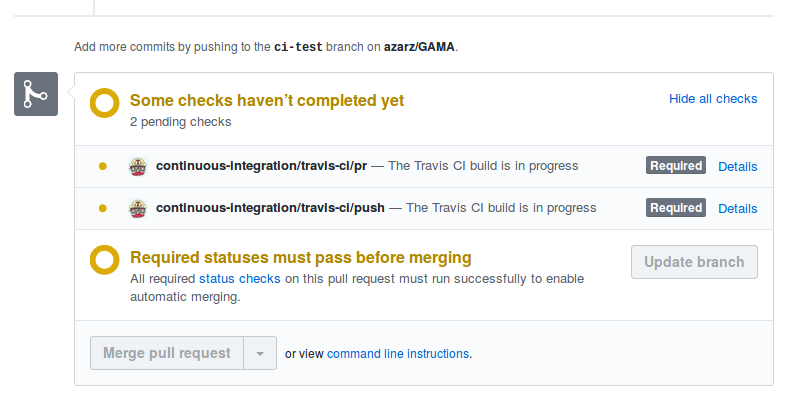 Add more commits by pushing to the ci-test branch on azarz/GAMA.
Some checks haven’t completed yet
Hide all checks
2 pending checks
continuous-integration/travis-ci/pr — The Travis CI build is in progress
Required
Details
continuous-integration/travis-ci/push — The Travis CI build is in progress
Required
Details
Required statuses must pass before merging
Update branch
All required status checks on this pull request must run successfully to enable
automatic merging.
Merge pull request
or view command line instructions.